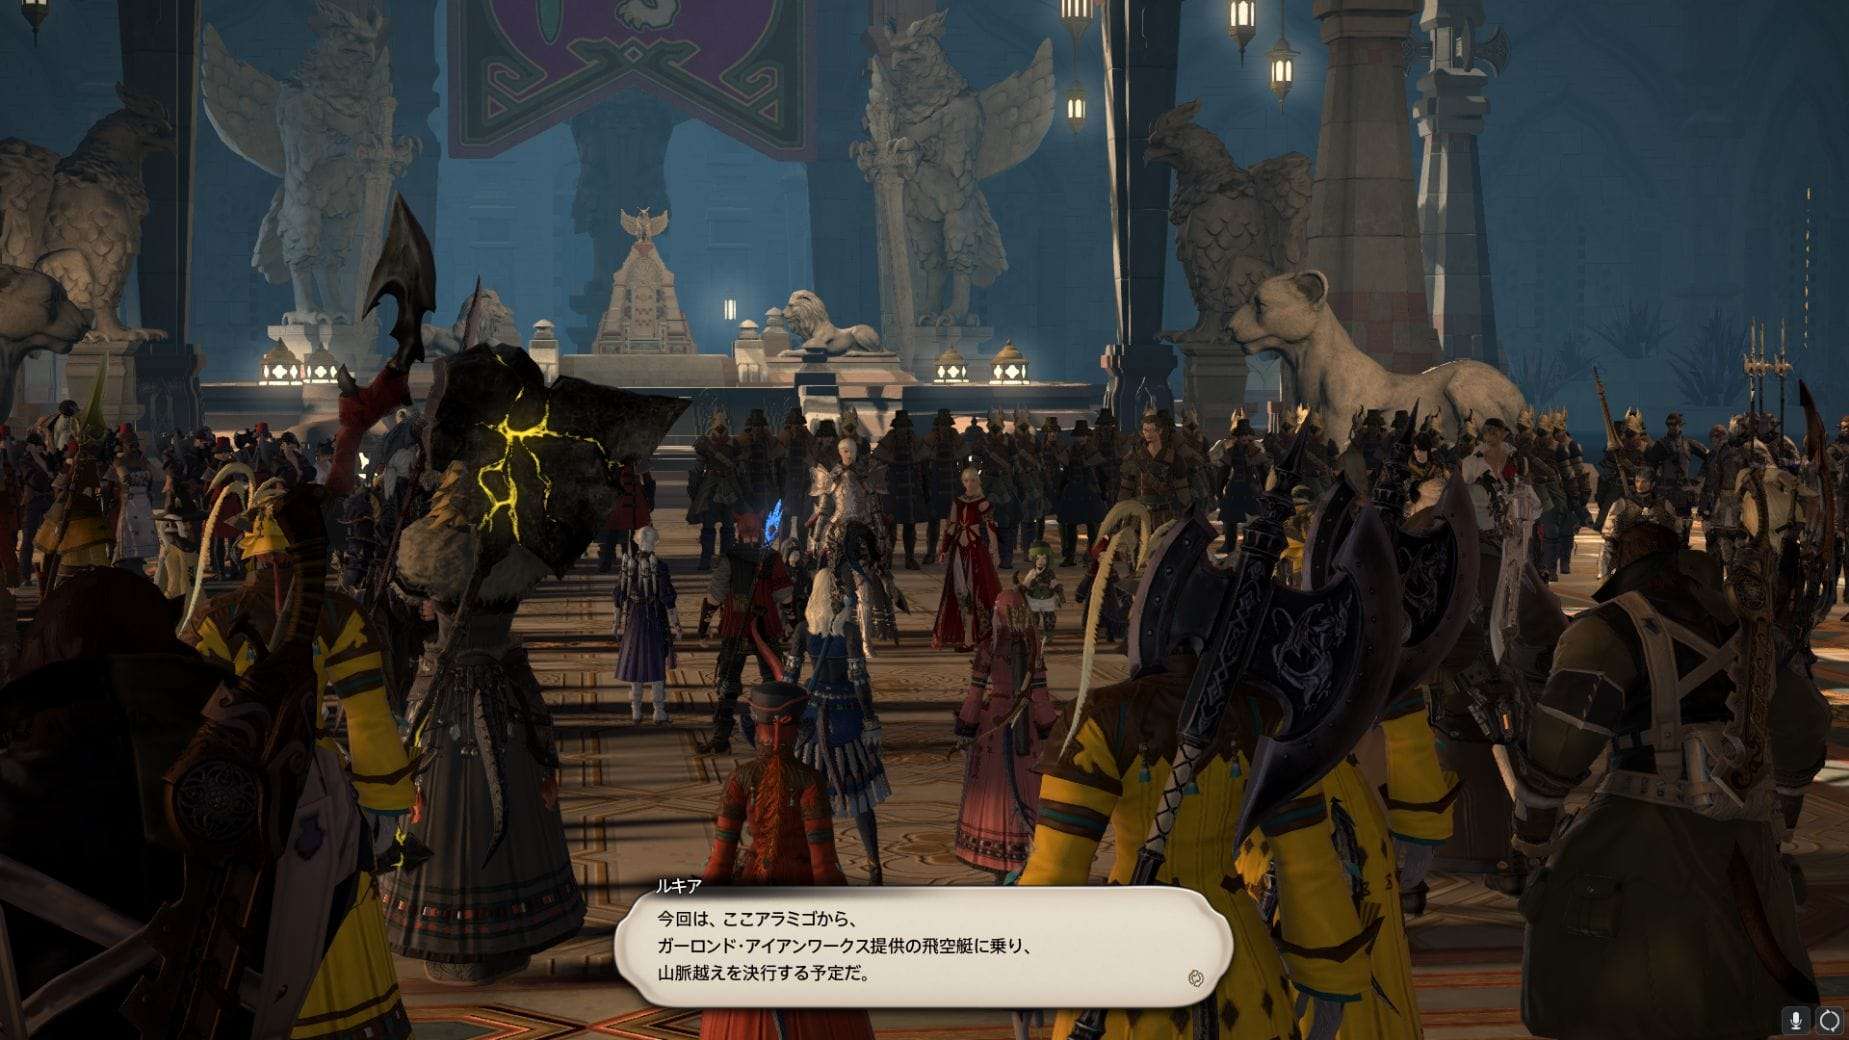 ルキア
今回は、ここアラミゴから、
ガーロンド・アイアンワークス提供の飛空艇に乗り、
山脈越えを決行する予定だ。